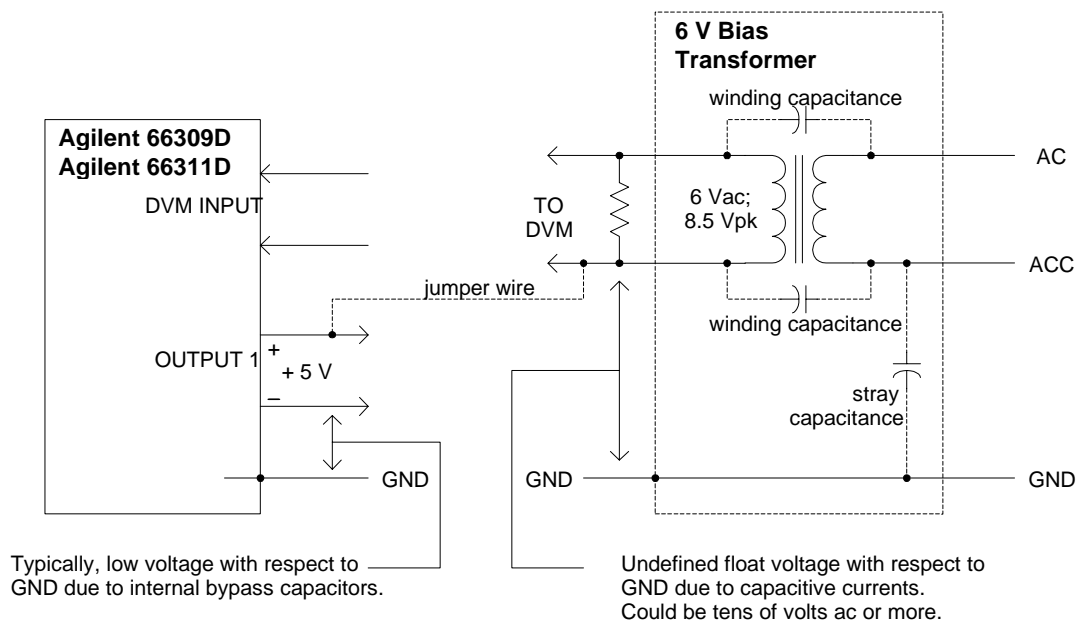 6 V Bias
Transformer
winding capacitance
Agilent 66309D
Agilent 66311D
DVM INPUT
TO
DVM
6 Vac;
8.5 Vpk
AC
ACC
jumper wire
winding capacitance
OUTPUT 1
+
+ 5 V
–
stray
capacitance
GND
GND
GND
Typically, low voltage with respect to
GND due to internal bypass capacitors.
Undefined float voltage with respect to
GND due to capacitive currents.
Could be tens of volts ac or more.